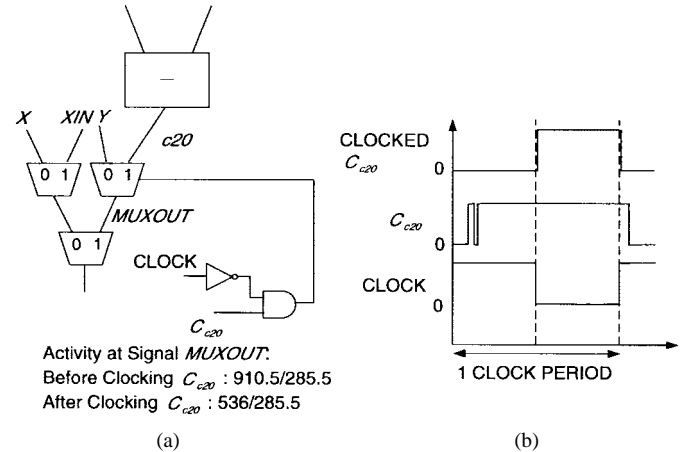 —
X XIN Y
c20
0 1 0 1
MUXOUT
0 1
CLOCK
C_c20
Activity at Signal MUXOUT:
Before Clocking C_c20 : 910.5/285.5
After Clocking C_c20 : 536/285.5
(a)
CLOCKED
C_c20 0
C_c20
0
CLOCK
0
1 CLOCK PERIOD
(b)